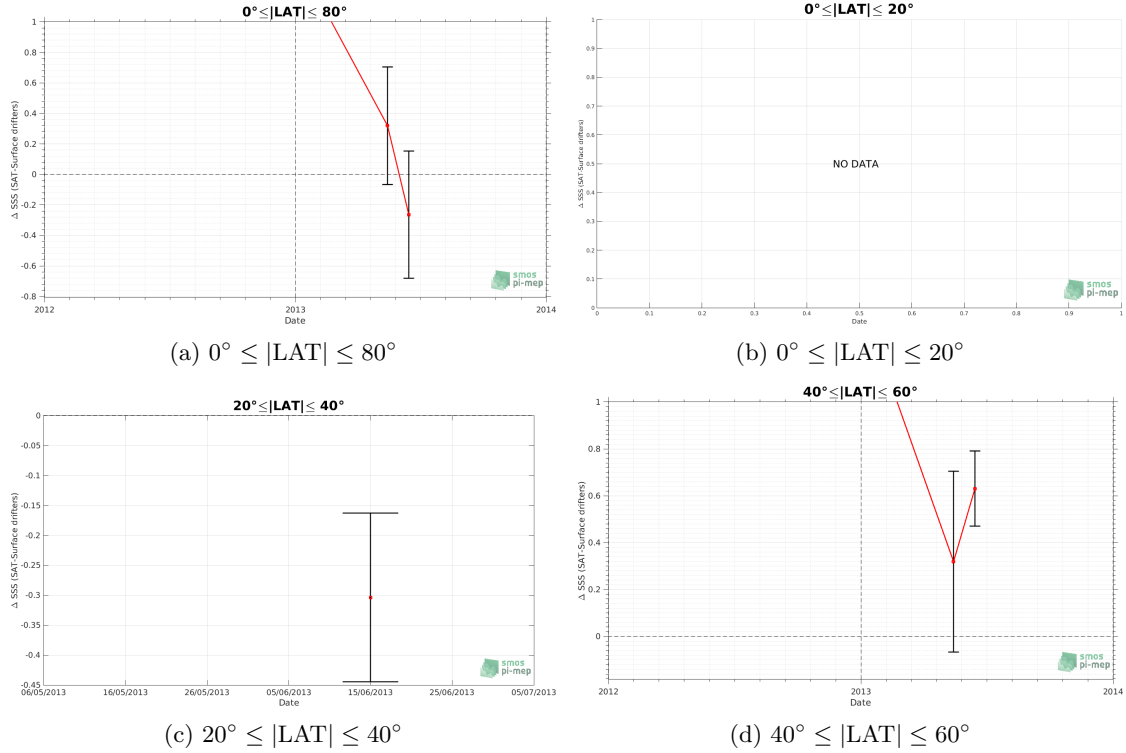 0°≤|LAT|≤ 80°
1
0.8
0.6
0.4
0.2
0
-0.2
-0.4
-0.6
-0.8
Δ SSS (SAT-Surface drifters)
2012
2013
2014
Date
smos
pi-mep
(a) 0° ≤ |LAT| ≤ 80°
0°≤|LAT|≤ 20°
1
0.9
0.8
0.7
0.6
0.5
0.4
0.3
0.2
0.1
0
Δ SSS (SAT-Surface drifters)
NO DATA
0
0.1
0.2
0.3
0.4
0.5
0.6
0.7
0.8
0.9
1
Date
smos
pi-mep
(b) 0° ≤ |LAT| ≤ 20°
20°≤|LAT|≤ 40°
0
-0.05
-0.1
-0.15
-0.2
-0.25
-0.3
-0.35
-0.4
-0.45
Δ SSS (SAT-Surface drifters)
06/05/2013
16/05/2013
26/05/2013
05/06/2013
15/06/2013
25/06/2013
05/07/2013
Date
smos
pi-mep
(c) 20° ≤ |LAT| ≤ 40°
40°≤|LAT|≤ 60°
1
0.8
0.6
0.4
0.2
0
Δ SSS (SAT-Surface drifters)
2012
2013
2014
Date
smos
pi-mep
(d) 40° ≤ |LAT| ≤ 60°